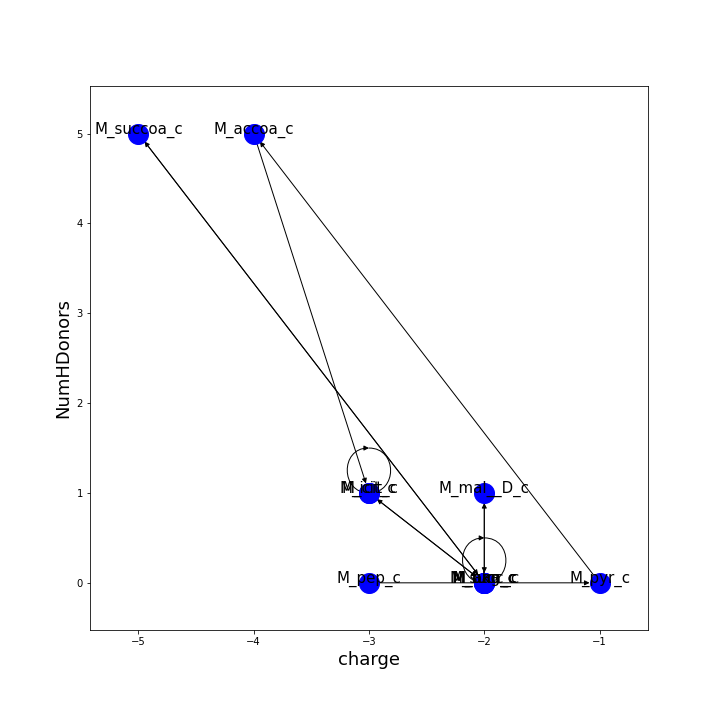 M_succoa_c M_accoa_c
M_mal__D_c
M_pep_c M_pyr_c
5
4
3
2
1
0
NumHDonors
−5 −4 −3 −2 −1
charge